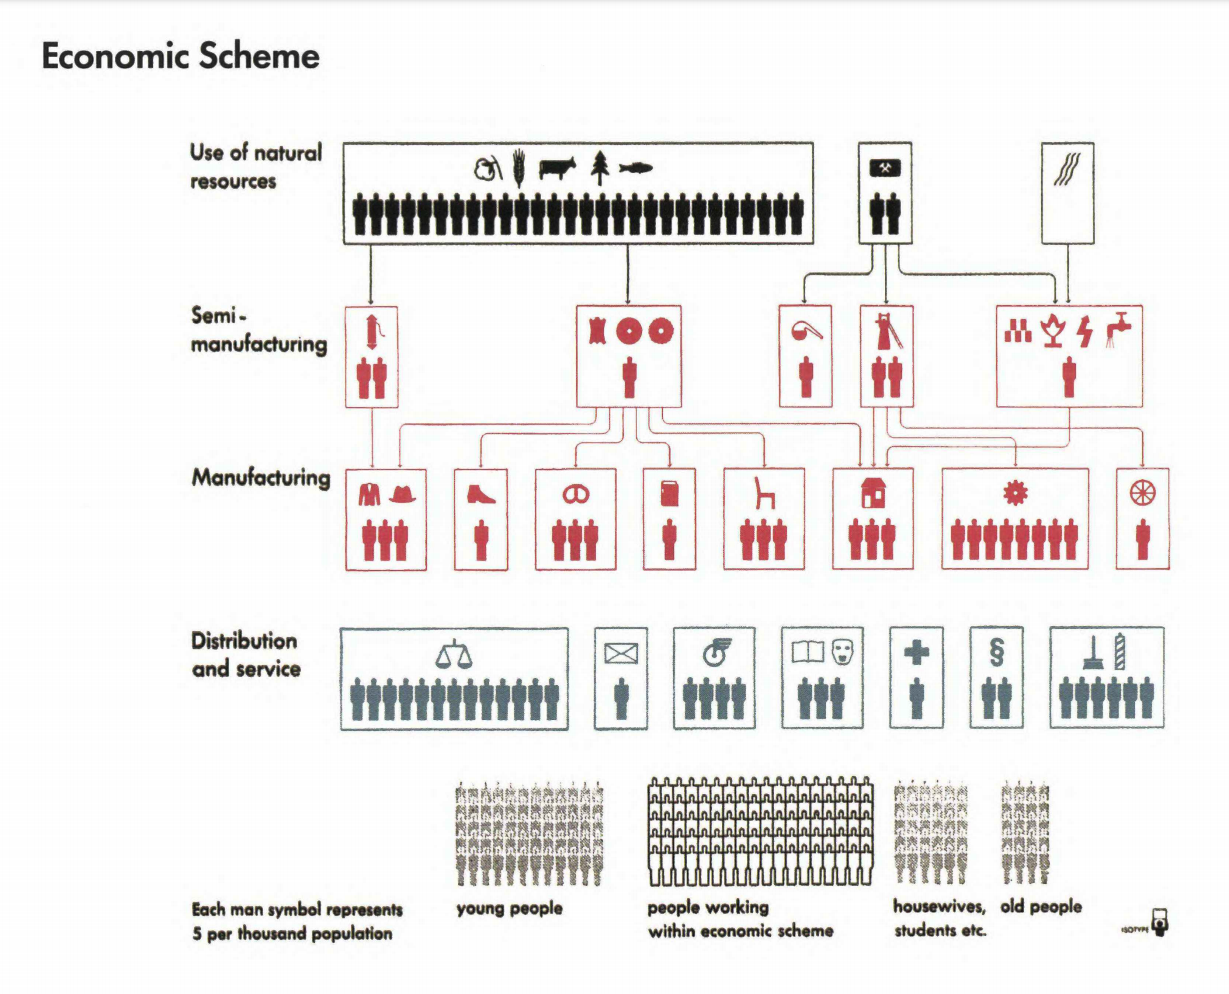 Economic Scheme
Use of natural
resources
Semi-
manufacturing
Manufacturing
Distribution
and service
§
young people
people working
within economic scheme
housewives,
students etc.
old people
Each man symbol represents
5 per thousand population
ISOTYPE